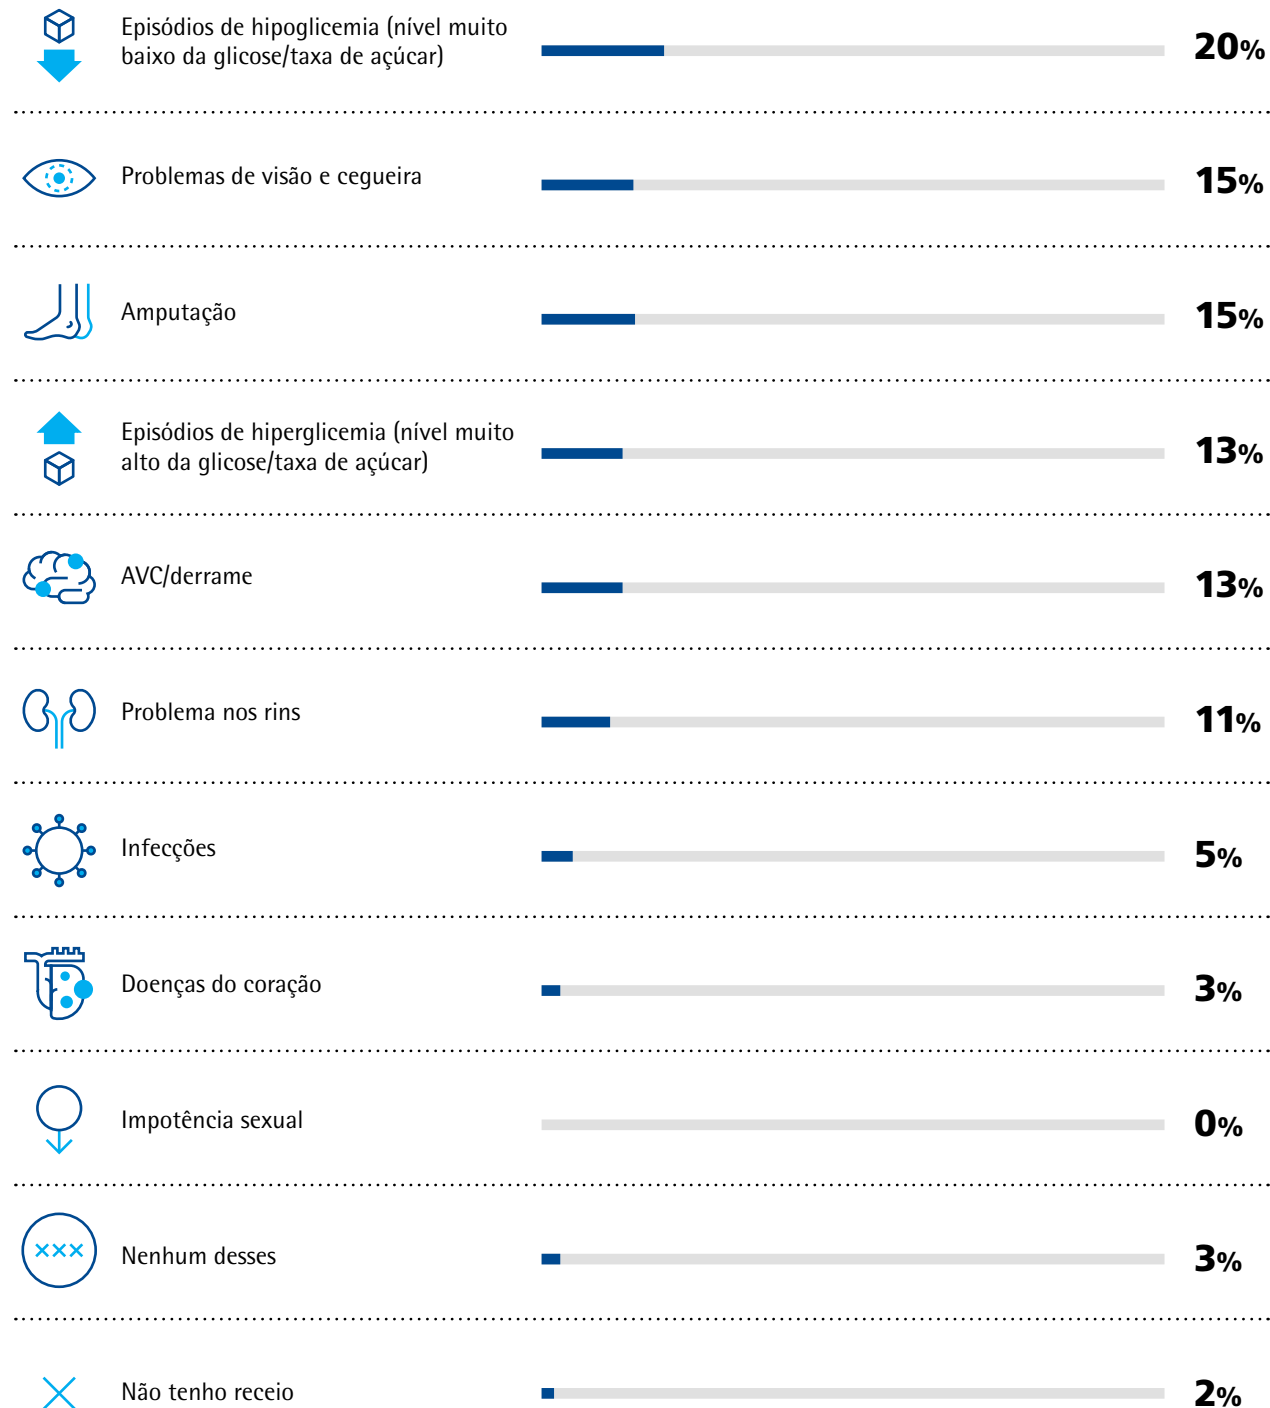 Episódios de hipoglicemia (nível muito
baixo da glicose/taxa de açúcar)
20%
Problemas de visão e cegueira
15%
Amputação
15%
Episódios de hiperglicemia (nível muito
alto da glicose/taxa de açúcar)
13%
AVC/derrame
13%
Problema nos rins
11%
Infecções
5%
Doenças do coração
3%
Impotência sexual
0%
Nenhum desses
3%
Não tenho receio
2%